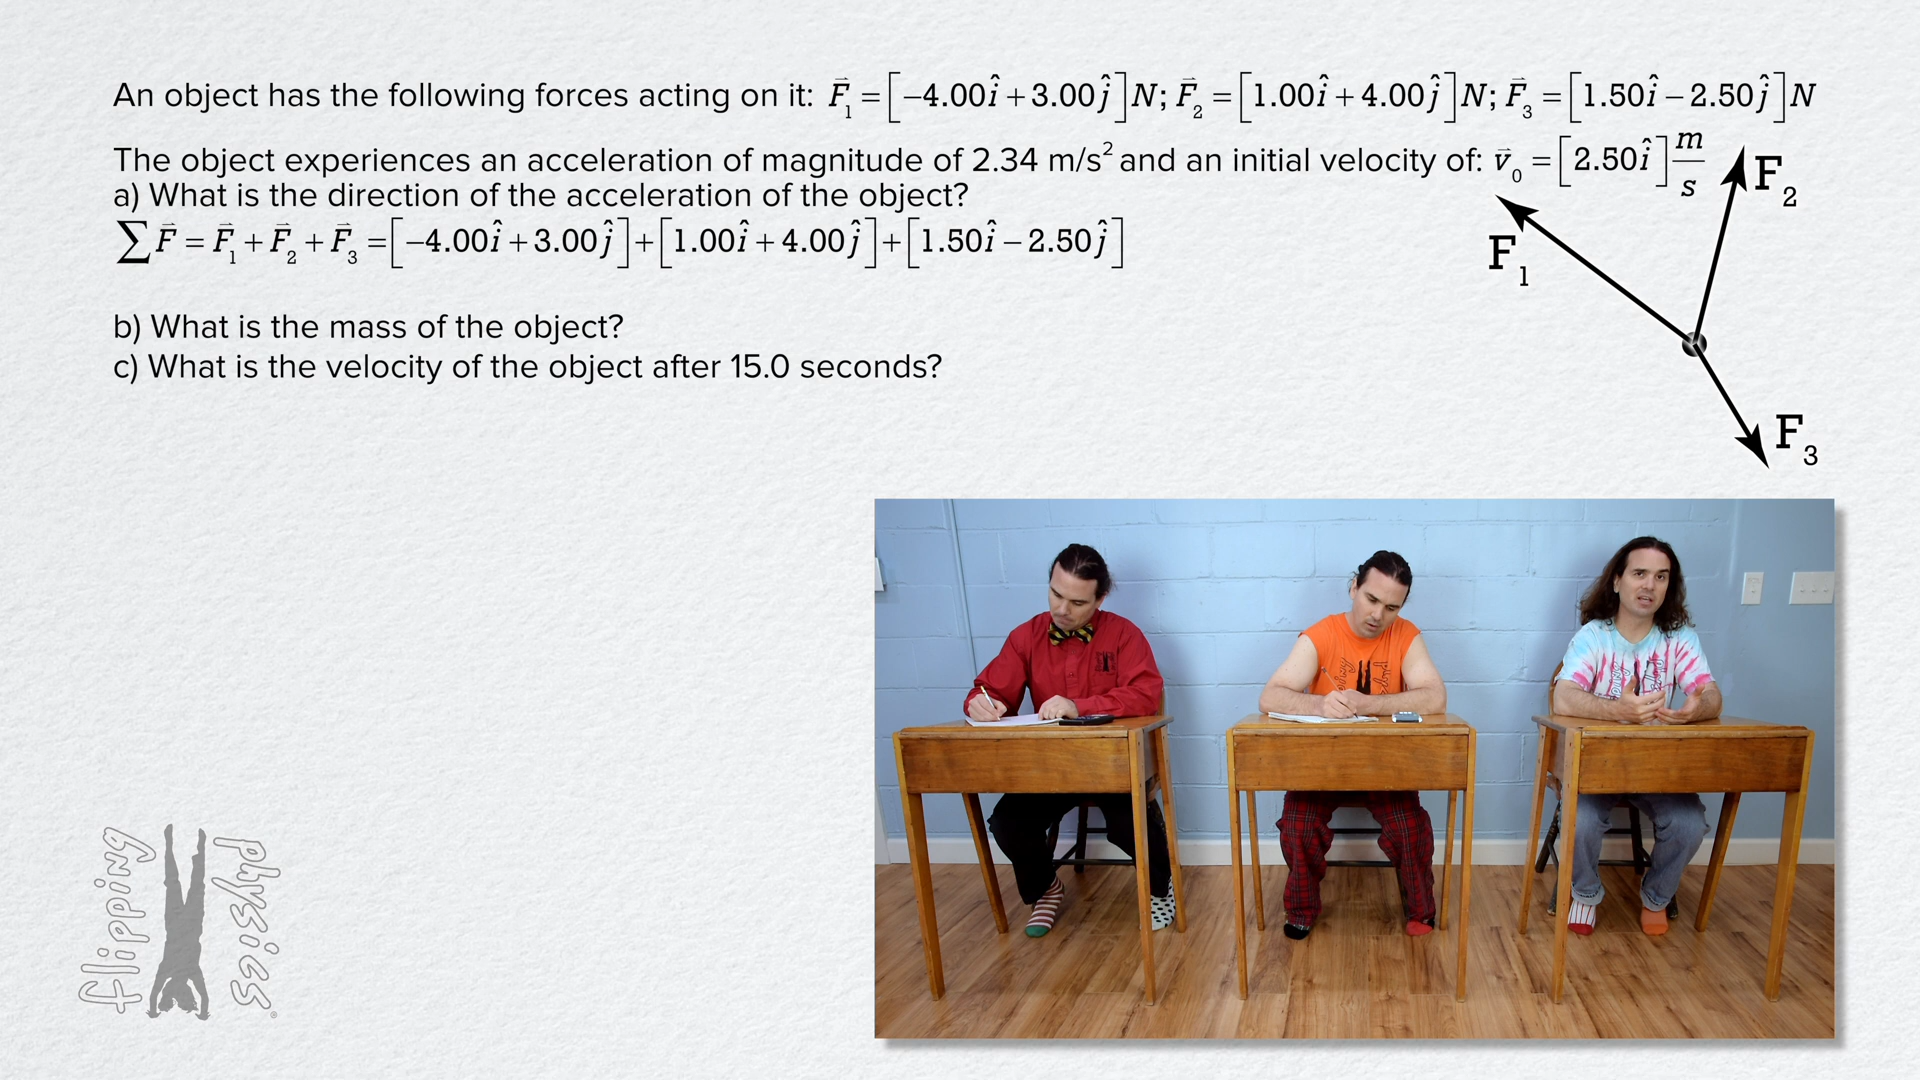 An object has the following forces acting on it: F⃗₁ = [−4.00î + 3.00ĵ]N; F⃗₂ = [1.00î + 4.00ĵ]N; F⃗₃ = [1.50î − 2.50ĵ]N
The object experiences an acceleration of magnitude of 2.34 m/s² and an initial velocity of: v⃗₀ = [2.50î] m/s
a) What is the direction of the acceleration of the object?
∑F⃗ = F⃗₁ + F⃗₂ + F⃗₃ = [−4.00î + 3.00ĵ] + [1.00î + 4.00ĵ] + [1.50î − 2.50ĵ]
b) What is the mass of the object?
c) What is the velocity of the object after 15.0 seconds?
F₂
F₁
F₃
flipping
physics®